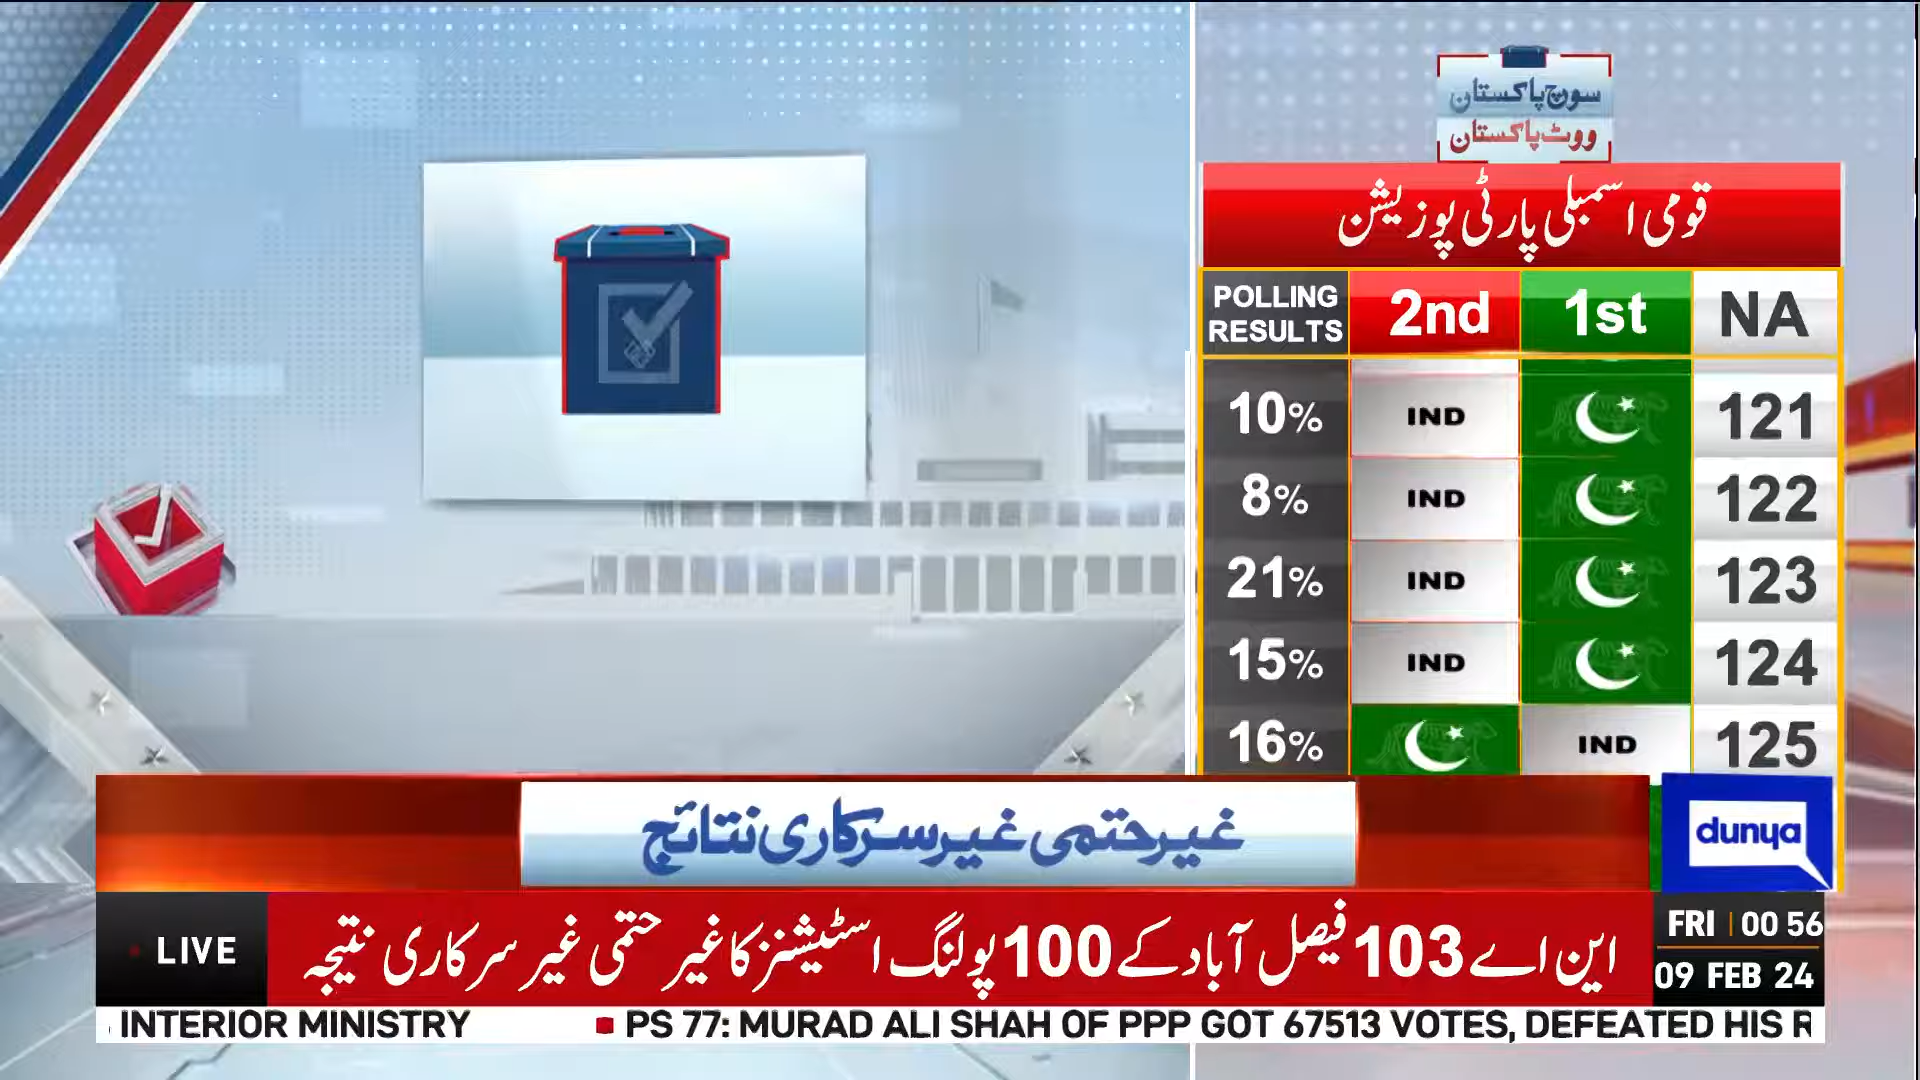 سوچ پاکستان
ووٹ پاکستان
قومی اسمبلی پارٹی پوزیشن
POLLING RESULTS 2nd 1st NA
10% IND 121
8% IND 122
21% IND 123
15% IND 124
16% IND 125
غیر حتمی غیر سرکاری نتائج
dunya
LIVE
این اے 103 فیصل آباد کے 100 پولنگ اسٹیشنز کا غیر حتمی غیر سرکاری نتیجہ
FRI 00 56
09 FEB 24
INTERIOR MINISTRY
PS 77: MURAD ALI SHAH OF PPP GOT 67513 VOTES, DEFEATED HIS R